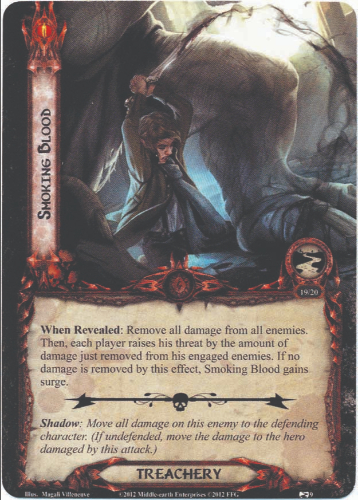 SMOKING BLOOD
19/20
When Revealed: Remove all damage from all enemies.
Then, each player raises his threat by the amount of
damage just removed from his engaged enemies. If no
damage is removed by this effect, Smoking Blood gains
surge.
Shadow: Move all damage on this enemy to the defending
character. (If undefended, move the damage to the hero
damaged by this attack.)
TREACHERY
Illus. Magali Villeneuve
©2012 Middle-earth Enterprises ©2012 FFG
9